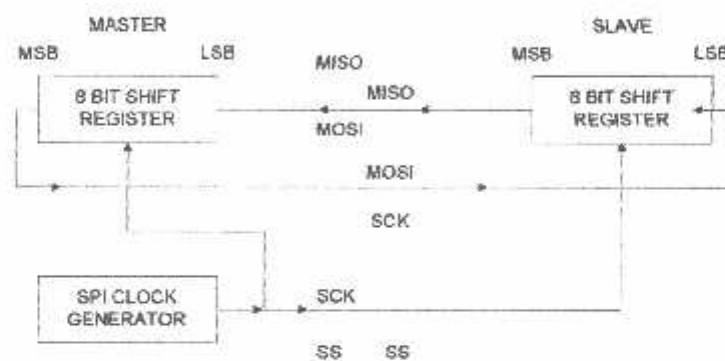 MASTER
SLAVE
MSB
LSB
MISO
MSB
LSB
8 BIT SHIFT
REGISTER
MISO
8 BIT SHIFT
REGISTER
MOSI
MOSI
SCK
SPI CLOCK
GENERATOR
SCK
SS
SS